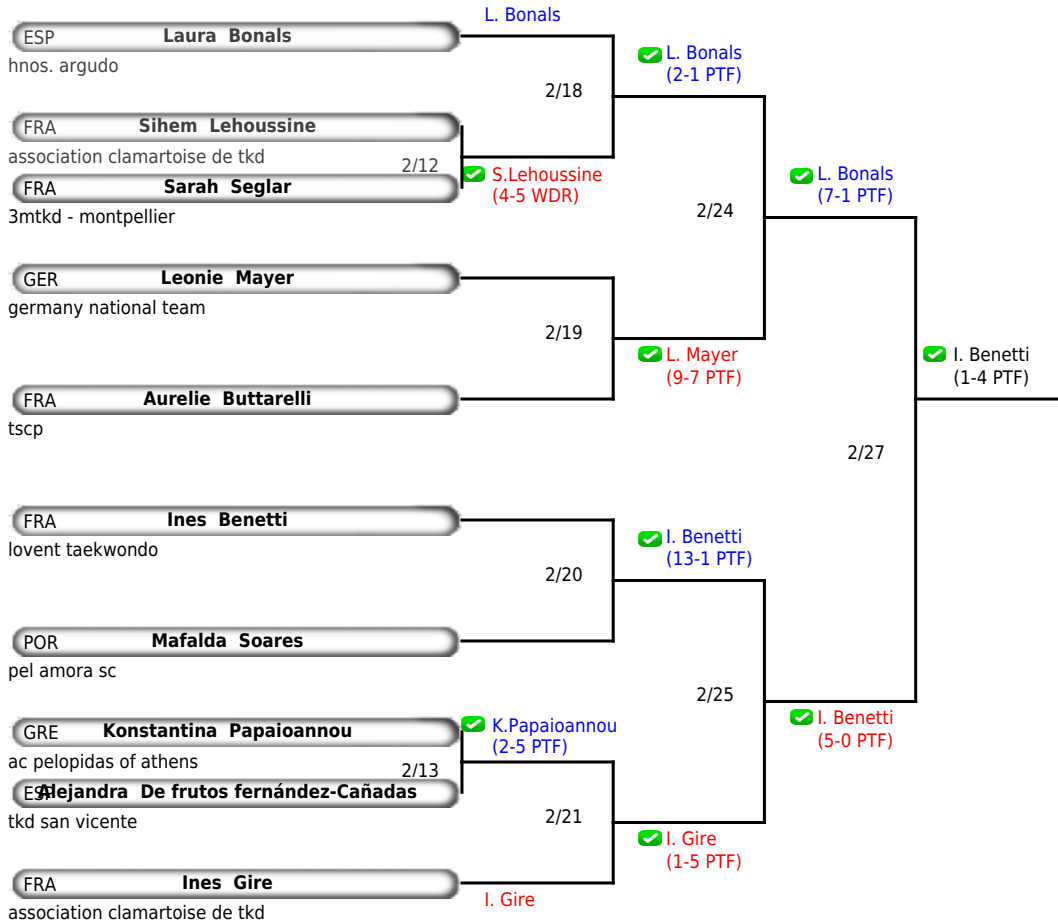 L. Bonals
ESP Laura Bonals
hnos. argudo
L. Bonals
(2-1 PTF)
2/18
FRA Sihem Lehoussine
association clamartoise de tkd
2/12
S.Lehoussine
(4-5 WDR)
FRA Sarah Seglar
3mtkd - montpellier
L. Bonals
(7-1 PTF)
2/24
GER Leonie Mayer
germany national team
2/19
L. Mayer
(9-7 PTF)
I. Benetti
(1-4 PTF)
FRA Aurelie Buttarelli
tscp
2/27
FRA Ines Benetti
lovent taekwondo
I. Benetti
(13-1 PTF)
2/20
POR Mafalda Soares
pel amora sc
2/25
I. Benetti
(5-0 PTF)
GRE Konstantina Papaioannou
ac pelopidas of athens
K.Papaioannou
(2-5 PTF)
2/13
ESP Alejandra De frutos fernández-Cañadas
tkd san vicente
2/21
I. Gire
(1-5 PTF)
FRA Ines Gire
association clamartoise de tkd
I. Gire